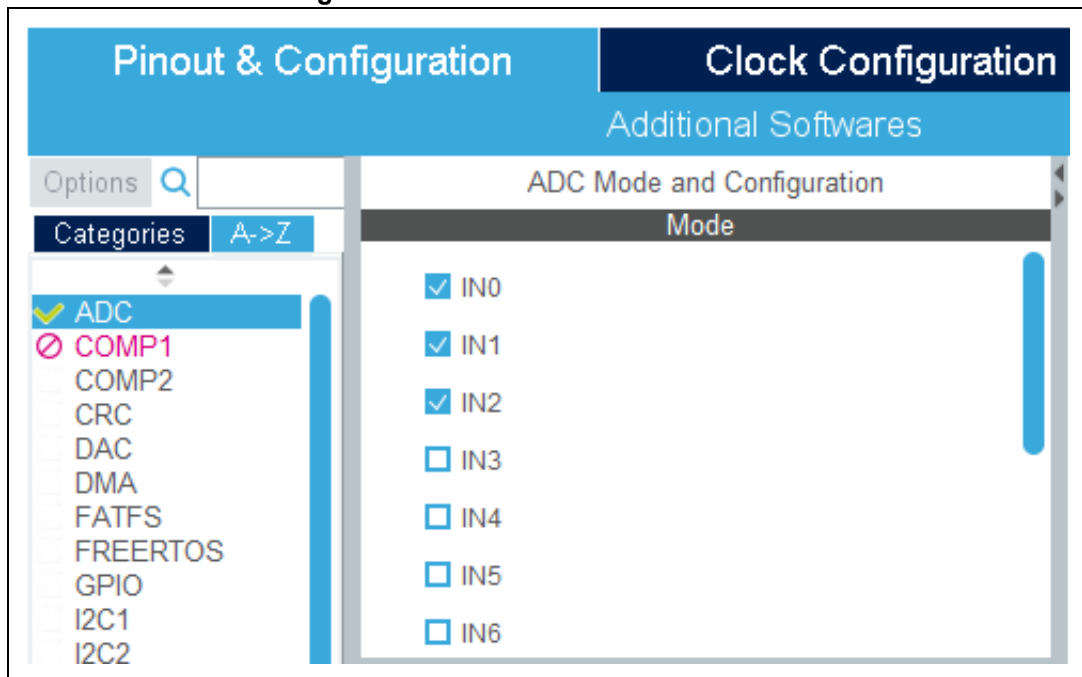 Pinout & Configuration
Clock Configuration
Additional Softwares
Options
ADC Mode and Configuration
Categories
A->Z
Mode
ADC
COMP1
COMP2
CRC
DAC
DMA
FATFS
FREERTOS
GPIO
I2C1
I2C2
IN0
IN1
IN2
IN3
IN4
IN5
IN6